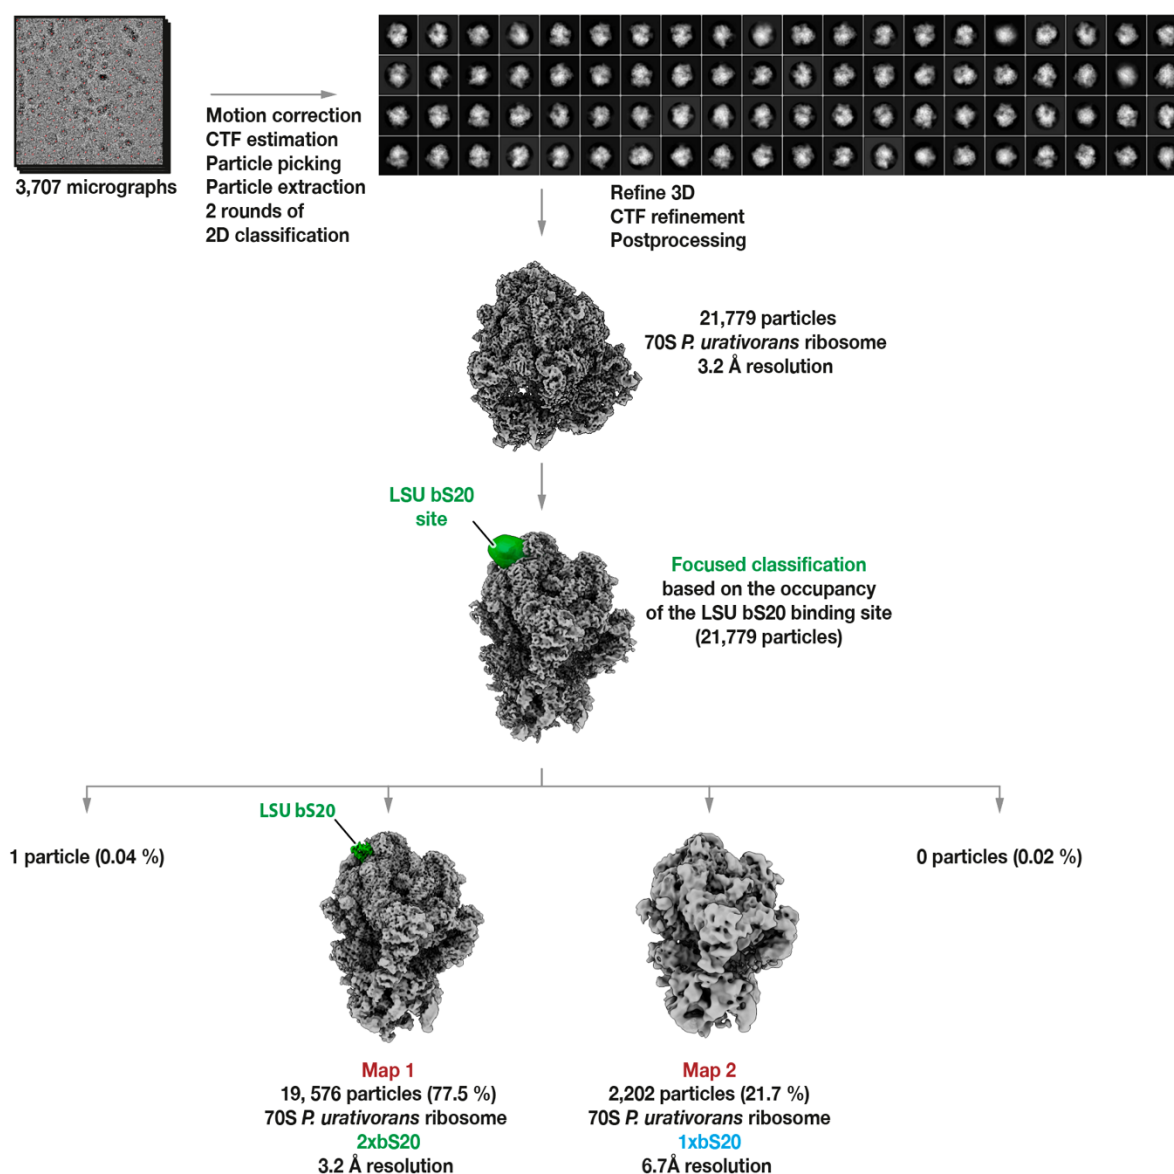 3,707 micrographs
Motion correction
CTF estimation
Particle picking
Particle extraction
2 rounds of
2D classification
Refine 3D
CTF refinement
Postprocessing
21,779 particles
70S P. urativorans ribosome
3.2 Å resolution
LSU bS20
site
Focused classification
based on the occupancy
of the LSU bS20 binding site
(21,779 particles)
1 particle (0.04 %)
LSU bS20
0 particles (0.02 %)
Map 1
19, 576 particles (77.5 %)
70S P. urativorans ribosome
2xbS20
3.2 Å resolution
Map 2
2,202 particles (21.7 %)
70S P. urativorans ribosome
1xbS20
6.7Å resolution